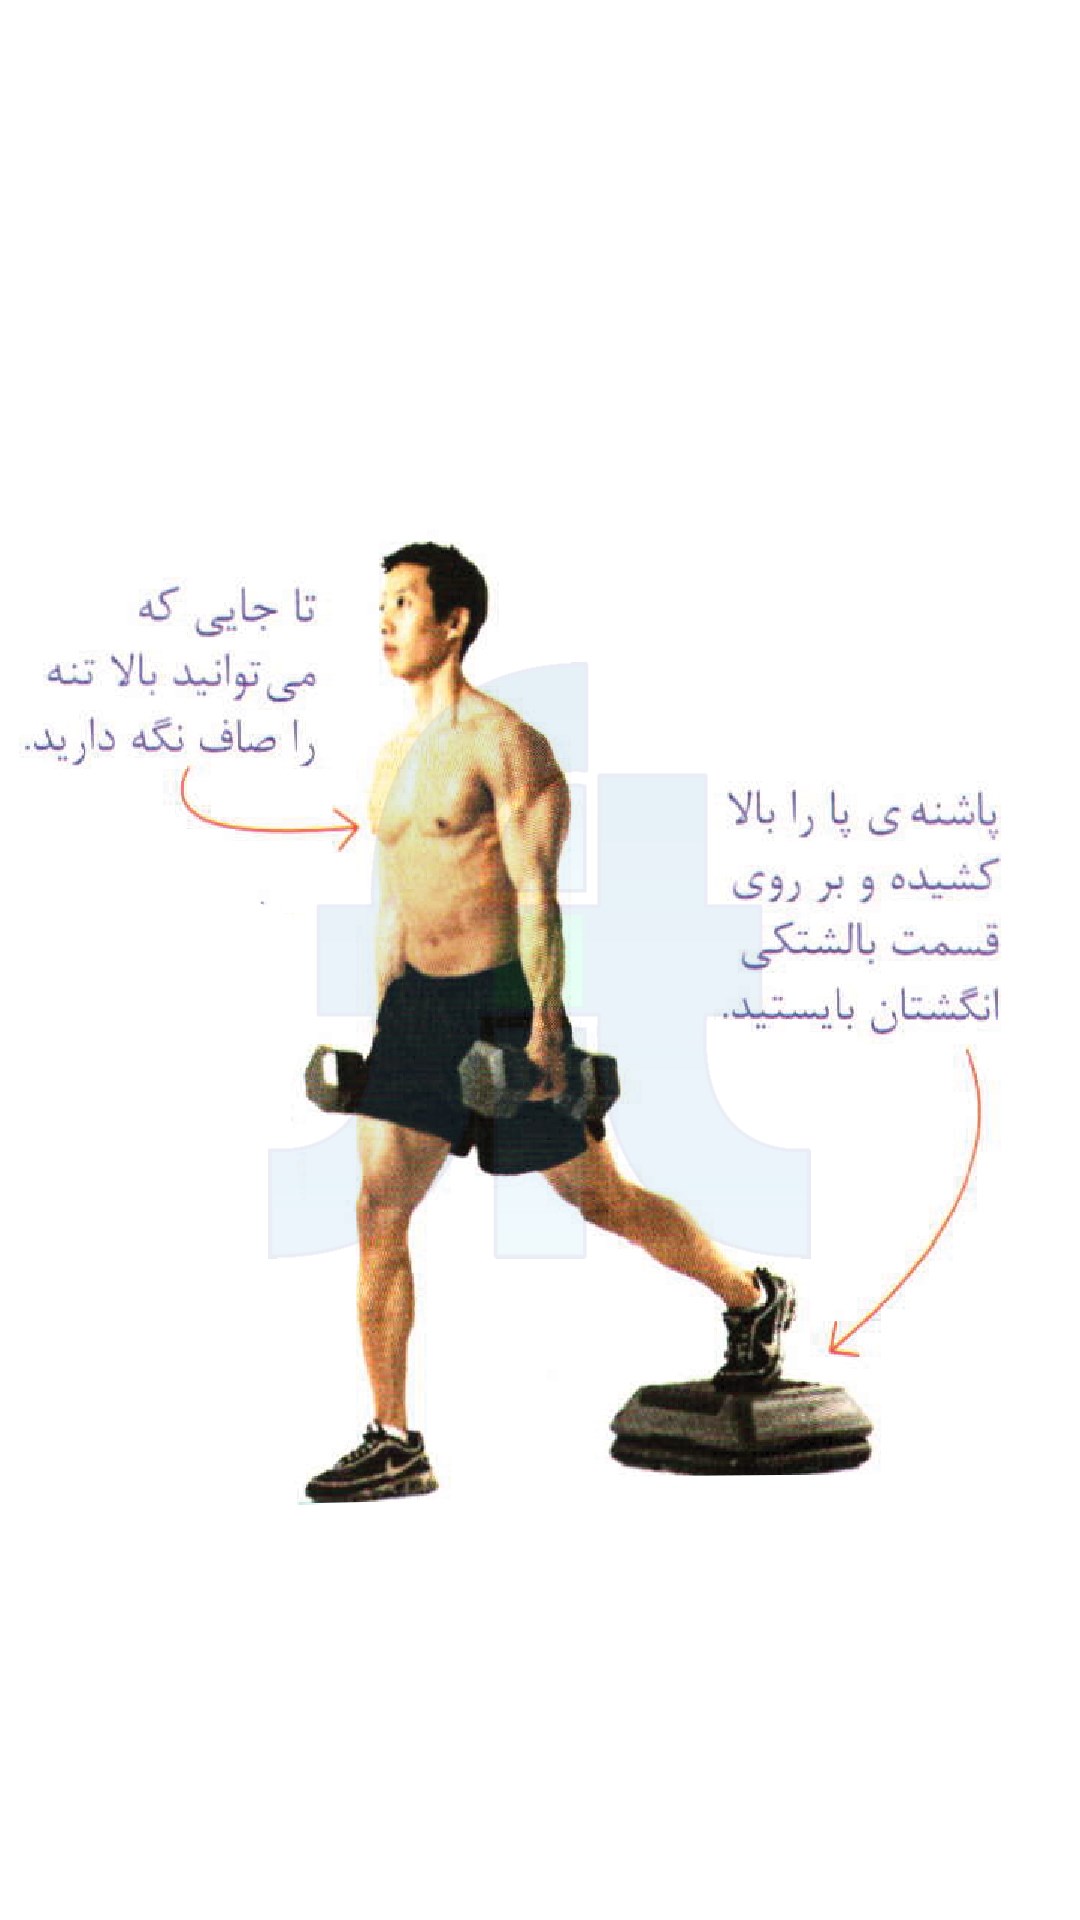 تا جایی که
می‌توانید بالا تنه
را صاف نگه دارید.
پاشنه ی پا را بالا
کشیده و بر روی
قسمت بالشتکی
انگشتان بایستید.
fit